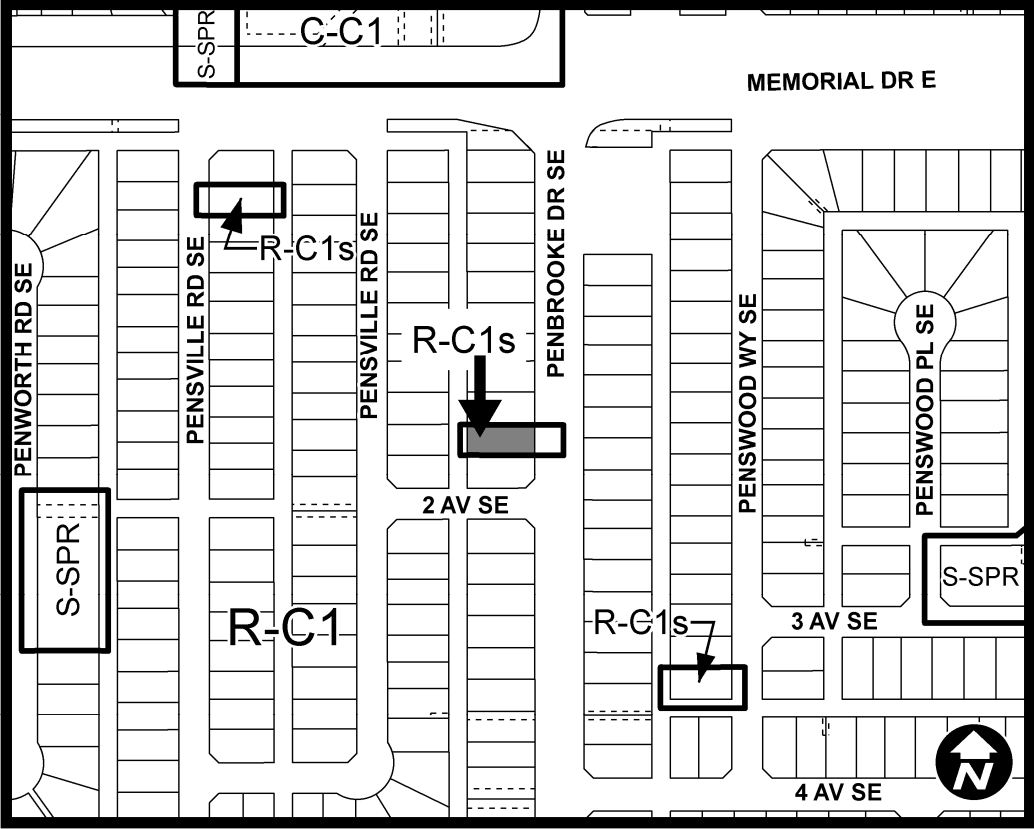 S-SPR
C-C1
MEMORIAL DR E
R-C1s
PENWORTH RD SE
PENSVILLE RD SE
PENSVILLE RD SE
PENBROOKE DR SE
R-C1s
PENSWOOD WY SE
PENSWOOD PL SE
2 AV SE
S-SPR
S-SPR
R-C1
R-C1s
3 AV SE
N
4 AV SE